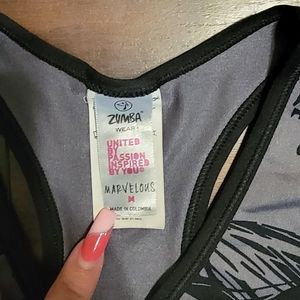 ZUMBA
WEAR
UNITED
BY
PASSION
INSPIRED
BY YOU
MARVELOUS
M
MADE IN COLOMBIA